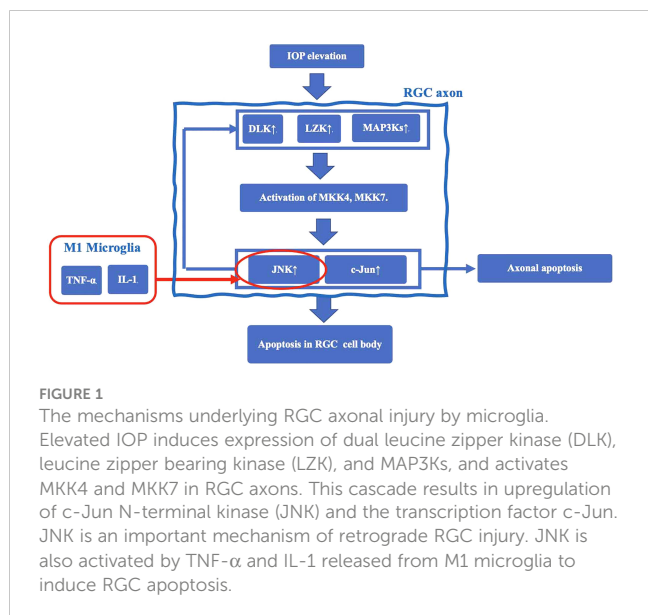 IOP elevation
RGC axon
DLK↑
LZK↑
MAP3Ks↑
Activation of MKK4, MKK7.
M1 Microglia
TNF-α
IL-1
JNK↑
c-Jun↑
Axonal apoptosis
Apoptosis in RGC cell body
FIGURE 1
The mechanisms underlying RGC axonal injury by microglia.
Elevated IOP induces expression of dual leucine zipper kinase (DLK),
leucine zipper bearing kinase (LZK), and MAP3Ks, and activates
MKK4 and MKK7 in RGC axons. This cascade results in upregulation
of c-Jun N-terminal kinase (JNK) and the transcription factor c-Jun.
JNK is an important mechanism of retrograde RGC injury. JNK is
also activated by TNF-α and IL-1 released from M1 microglia to
induce RGC apoptosis.